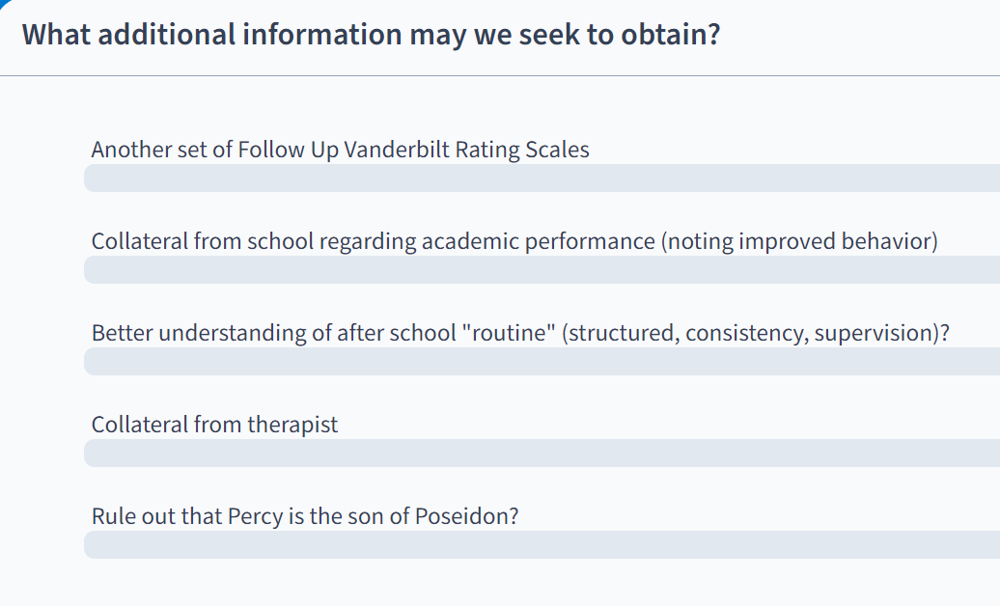 What additional information may we seek to obtain?
Another set of Follow Up Vanderbilt Rating Scales
Collateral from school regarding academic performance (noting improved behavior)
Better understanding of after school "routine" (structured, consistency, supervision)?
Collateral from therapist
Rule out that Percy is the son of Poseidon?